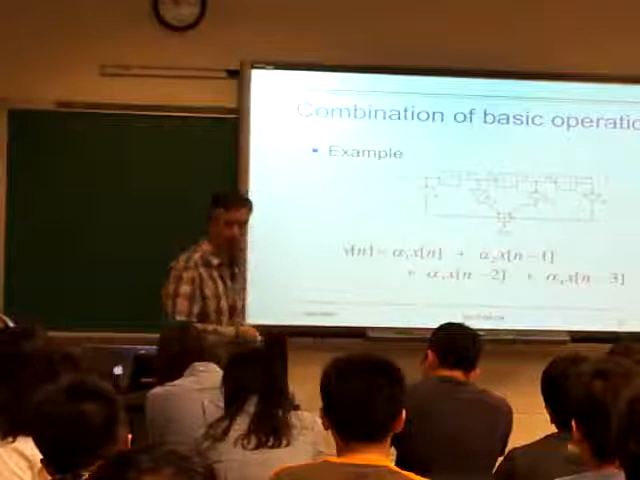 Combination of basic operatio
▪ Example
y[n] = α₁x[n] + α₂x[n−1]
+ α₃x[n−2] + α₄x[n−3]